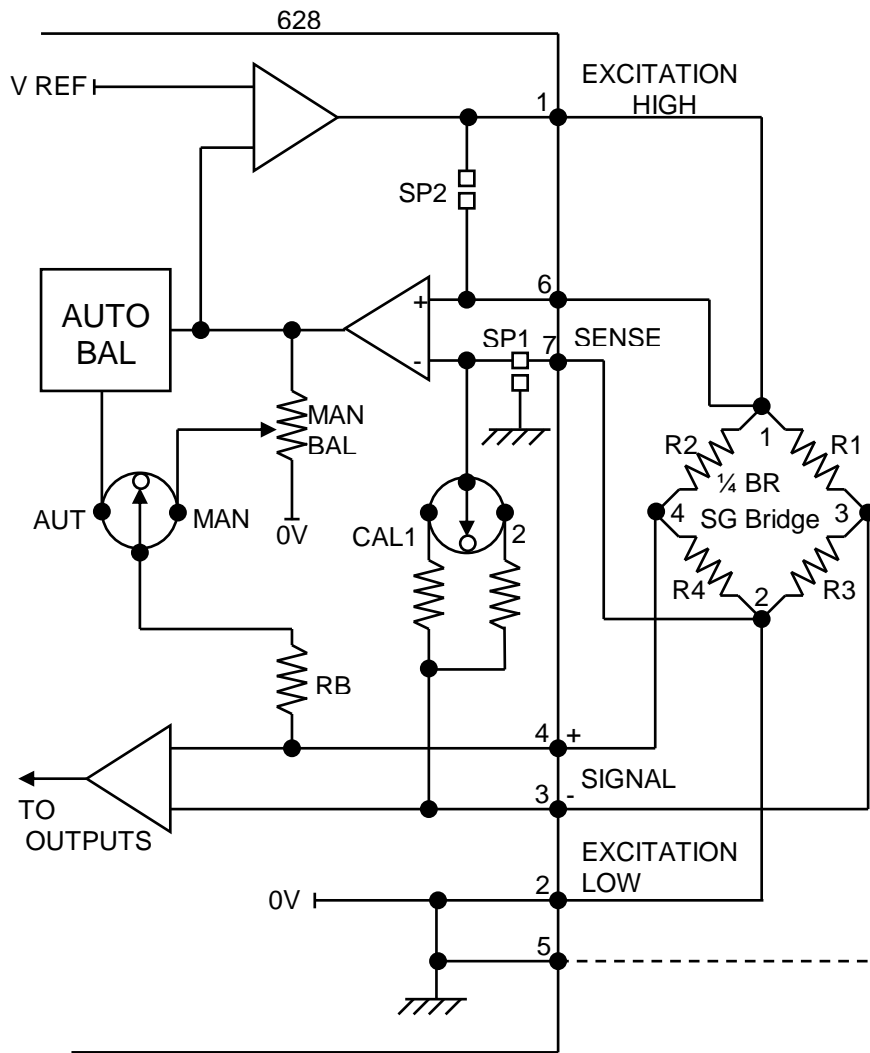 628
V REF
1
EXCITATION
HIGH
SP2
6
+
AUTO
BAL
SP1
7
SENSE
-
MAN
BAL
R2
1
R1
¼ BR
AUT
MAN
0V
CAL1
2
4
SG Bridge
3
R4
2
R3
RB
4
+
SIGNAL
3
-
TO
OUTPUTS
EXCITATION
LOW
0V
2
5